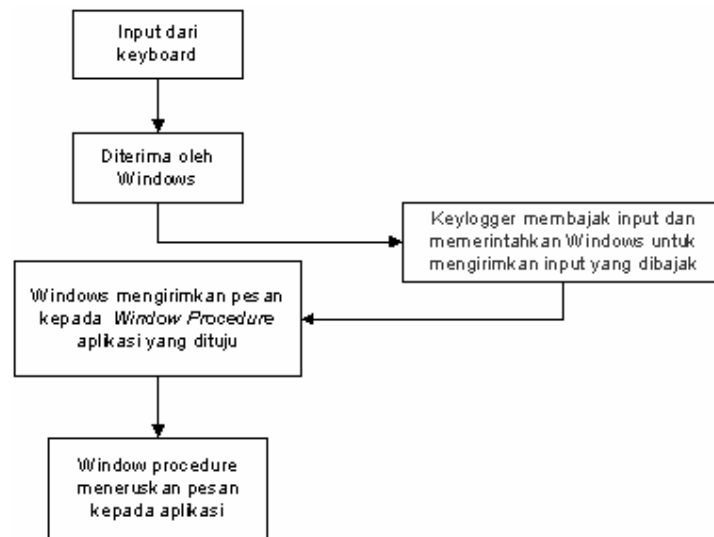 Input dari
keyboard
Diterima oleh
Windows
Keylogger membajak input dan
memerintahkan Windows untuk
mengirimkan input yang dibajak
Windows mengirimkan pesan
kepada Window Procedure
aplikasi yang dituju
Window procedure
meneruskan pesan
kepada aplikasi